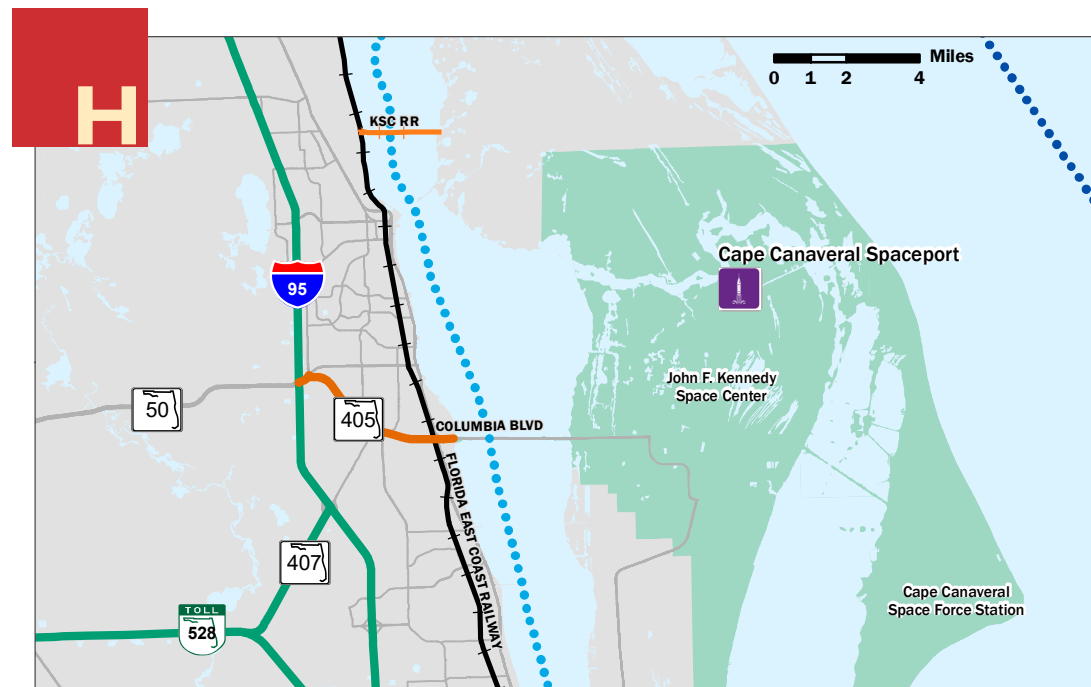 H
Miles
0 1 2 4
KSC RR
Cape Canaveral Spaceport
95
John F. Kennedy
Space Center
50
405
COLUMBIA BLVD
FLORIDA EAST COAST RAILWAY
407
Cape Canaveral
Space Force Station
TOLL
528